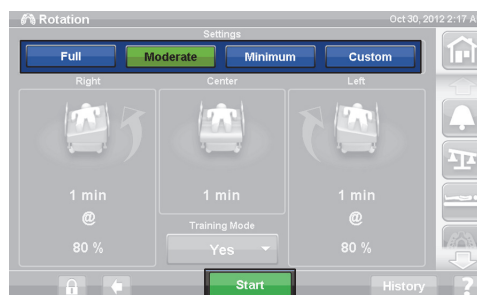 Rotation
Oct 30, 2012 2:17 A
Settings
Full Moderate Minimum Custom
Right Center Left
1 min 1 min 1 min
@ @
Training Mode
80 % Yes 80 %
Start
History ?